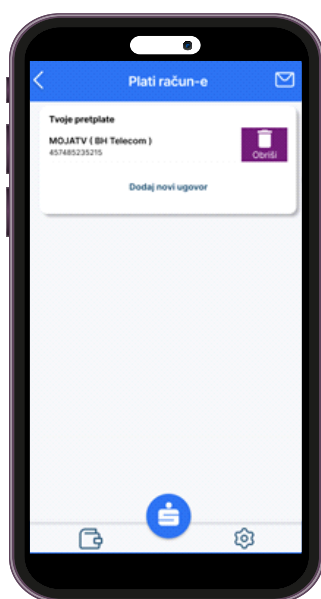 Plati račun-e
Tvoje pretplate
MOJATV ( BH Telecom )
457485235215
Obriši
Dodaj novi ugovor